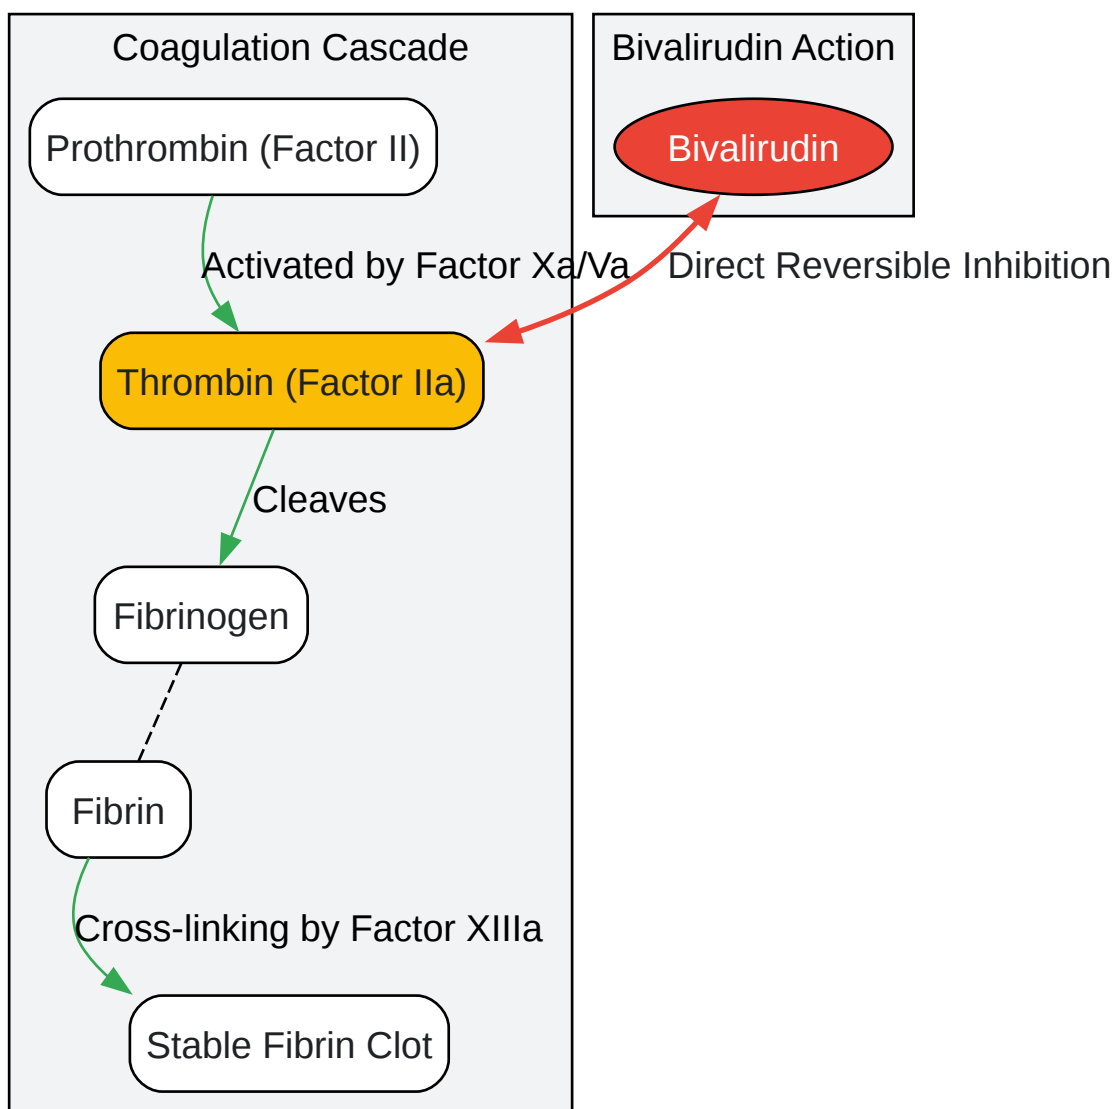 Coagulation Cascade
Bivalirudin Action
Prothrombin (Factor II)
Bivalirudin
Activated by Factor Xa/Va
Direct Reversible Inhibition
Thrombin (Factor IIa)
Cleaves
Fibrinogen
Fibrin
Cross-linking by Factor XIIIa
Stable Fibrin Clot